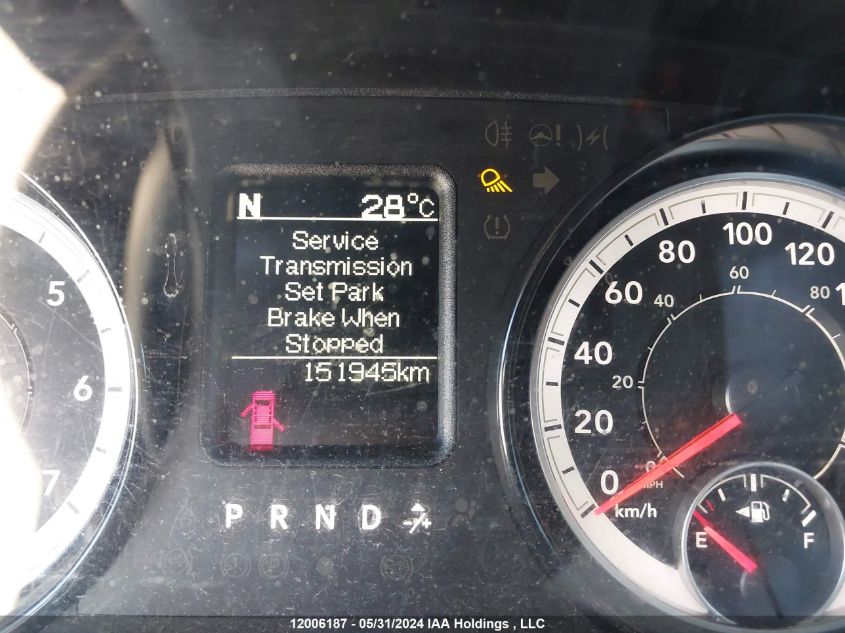 N 28°C
Service
Transmission
Set Park
Brake When
Stopped
151945km
P R N D
5
6
7
0
20
40
60
80
100
120
0
20
40
60
80
MPH
km/h
E F
12006187 - 05/31/2024 IAA Holdings , LLC